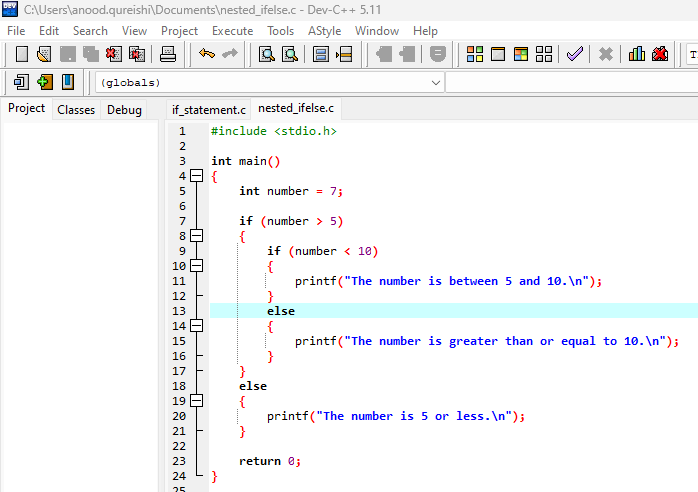 C:\Users\anood.qureishi\Documents\nested_ifelse.c - Dev-C++ 5.11
File Edit Search View Project Execute Tools AStyle Window Help
(globals)
Project Classes Debug
if_statement.c nested_ifelse.c
1 #include <stdio.h>
2
3 int main()
4 {
5     int number = 7;
6
7     if (number > 5)
8     {
9         if (number < 10)
10         {
11             printf("The number is between 5 and 10.\n");
12         }
13         else
14         {
15             printf("The number is greater than or equal to 10.\n");
16         }
17     }
18     else
19     {
20         printf("The number is 5 or less.\n");
21     }
22
23     return 0;
24 }
25